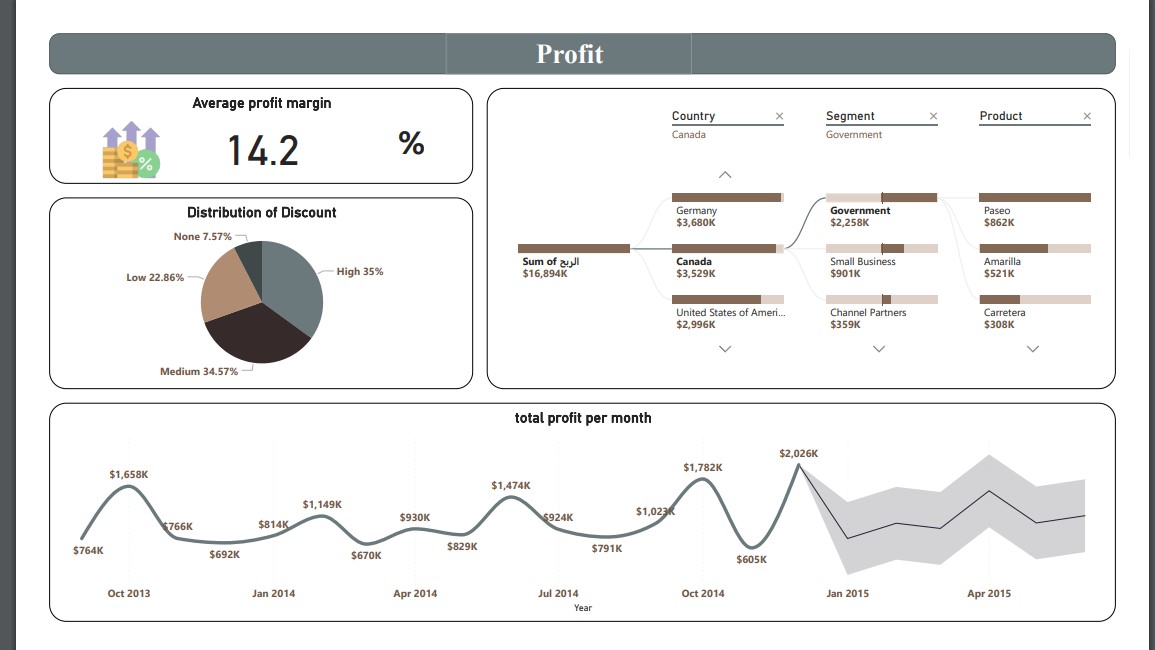 Profit
Average profit margin
14.2
%
Distribution of Discount
None 7.57%
Low 22.86%
High 35%
Medium 34.57%
Country
Segment
Product
Canada
Government
Sum of الربح
$16,894K
Germany
$3,680K
Canada
$3,529K
United States of Ameri...
$2,996K
Government
$2,258K
Small Business
$901K
Channel Partners
$359K
Paseo
$862K
Amarilla
$521K
Carretera
$308K
total profit per month
$764K
$1,658K
$766K
$692K
$814K
$1,149K
$670K
$930K
$829K
$1,474K
$924K
$791K
$1,023K
$1,782K
$605K
$2,026K
Oct 2013
Jan 2014
Apr 2014
Jul 2014
Oct 2014
Jan 2015
Apr 2015
Year